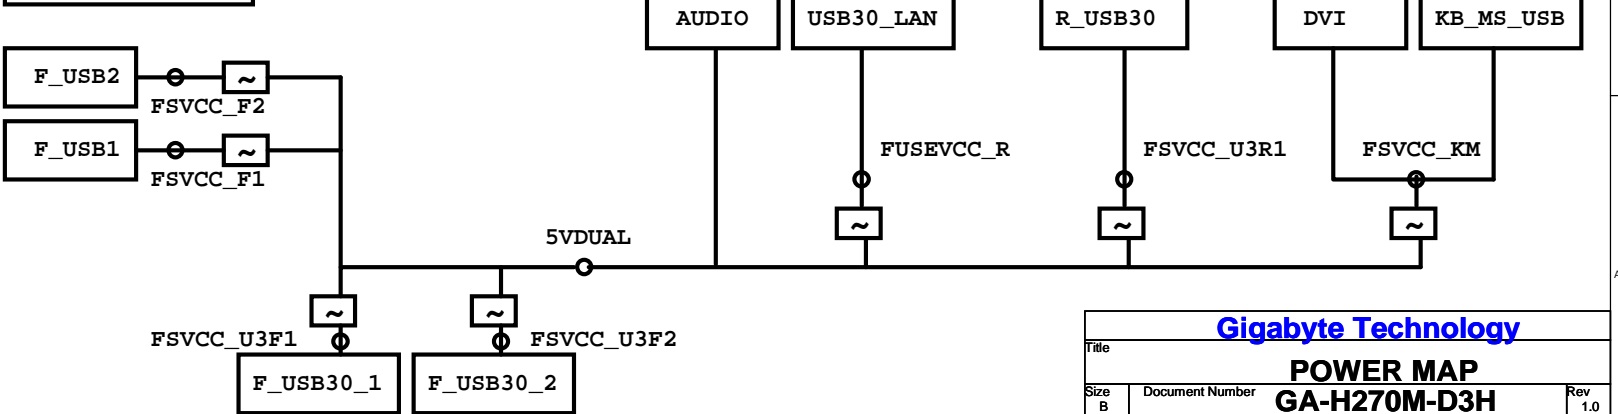 AUDIO
USB30_LAN
R_USB30
DVI
KB_MS_USB
F_USB2
~
FSVCC_F2
F_USB1
~
FSVCC_F1
FUSEVCC_R
FSVCC_U3R1
FSVCC_KM
~
~
~
5VDUAL
~
~
FSVCC_U3F1
FSVCC_U3F2
F_USB30_1
F_USB30_2
A
Gigabyte Technology
Title
POWER MAP
Size
B
Document Number
GA-H270M-D3H
Rev
1.0